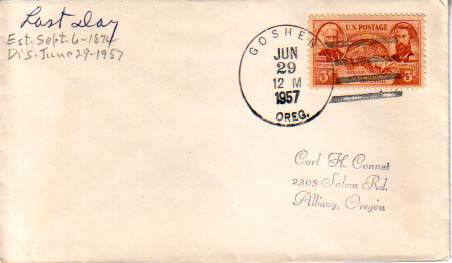 Last Day
Est. Sept. 6-1874
Dis. June 29-1957
GOSHEN
JUN
29
12 M
1957
OREG.
U.S. POSTAGE
3¢ 3¢
Carl H. Connet
2305 Salem Rd.
Albany, Oregon